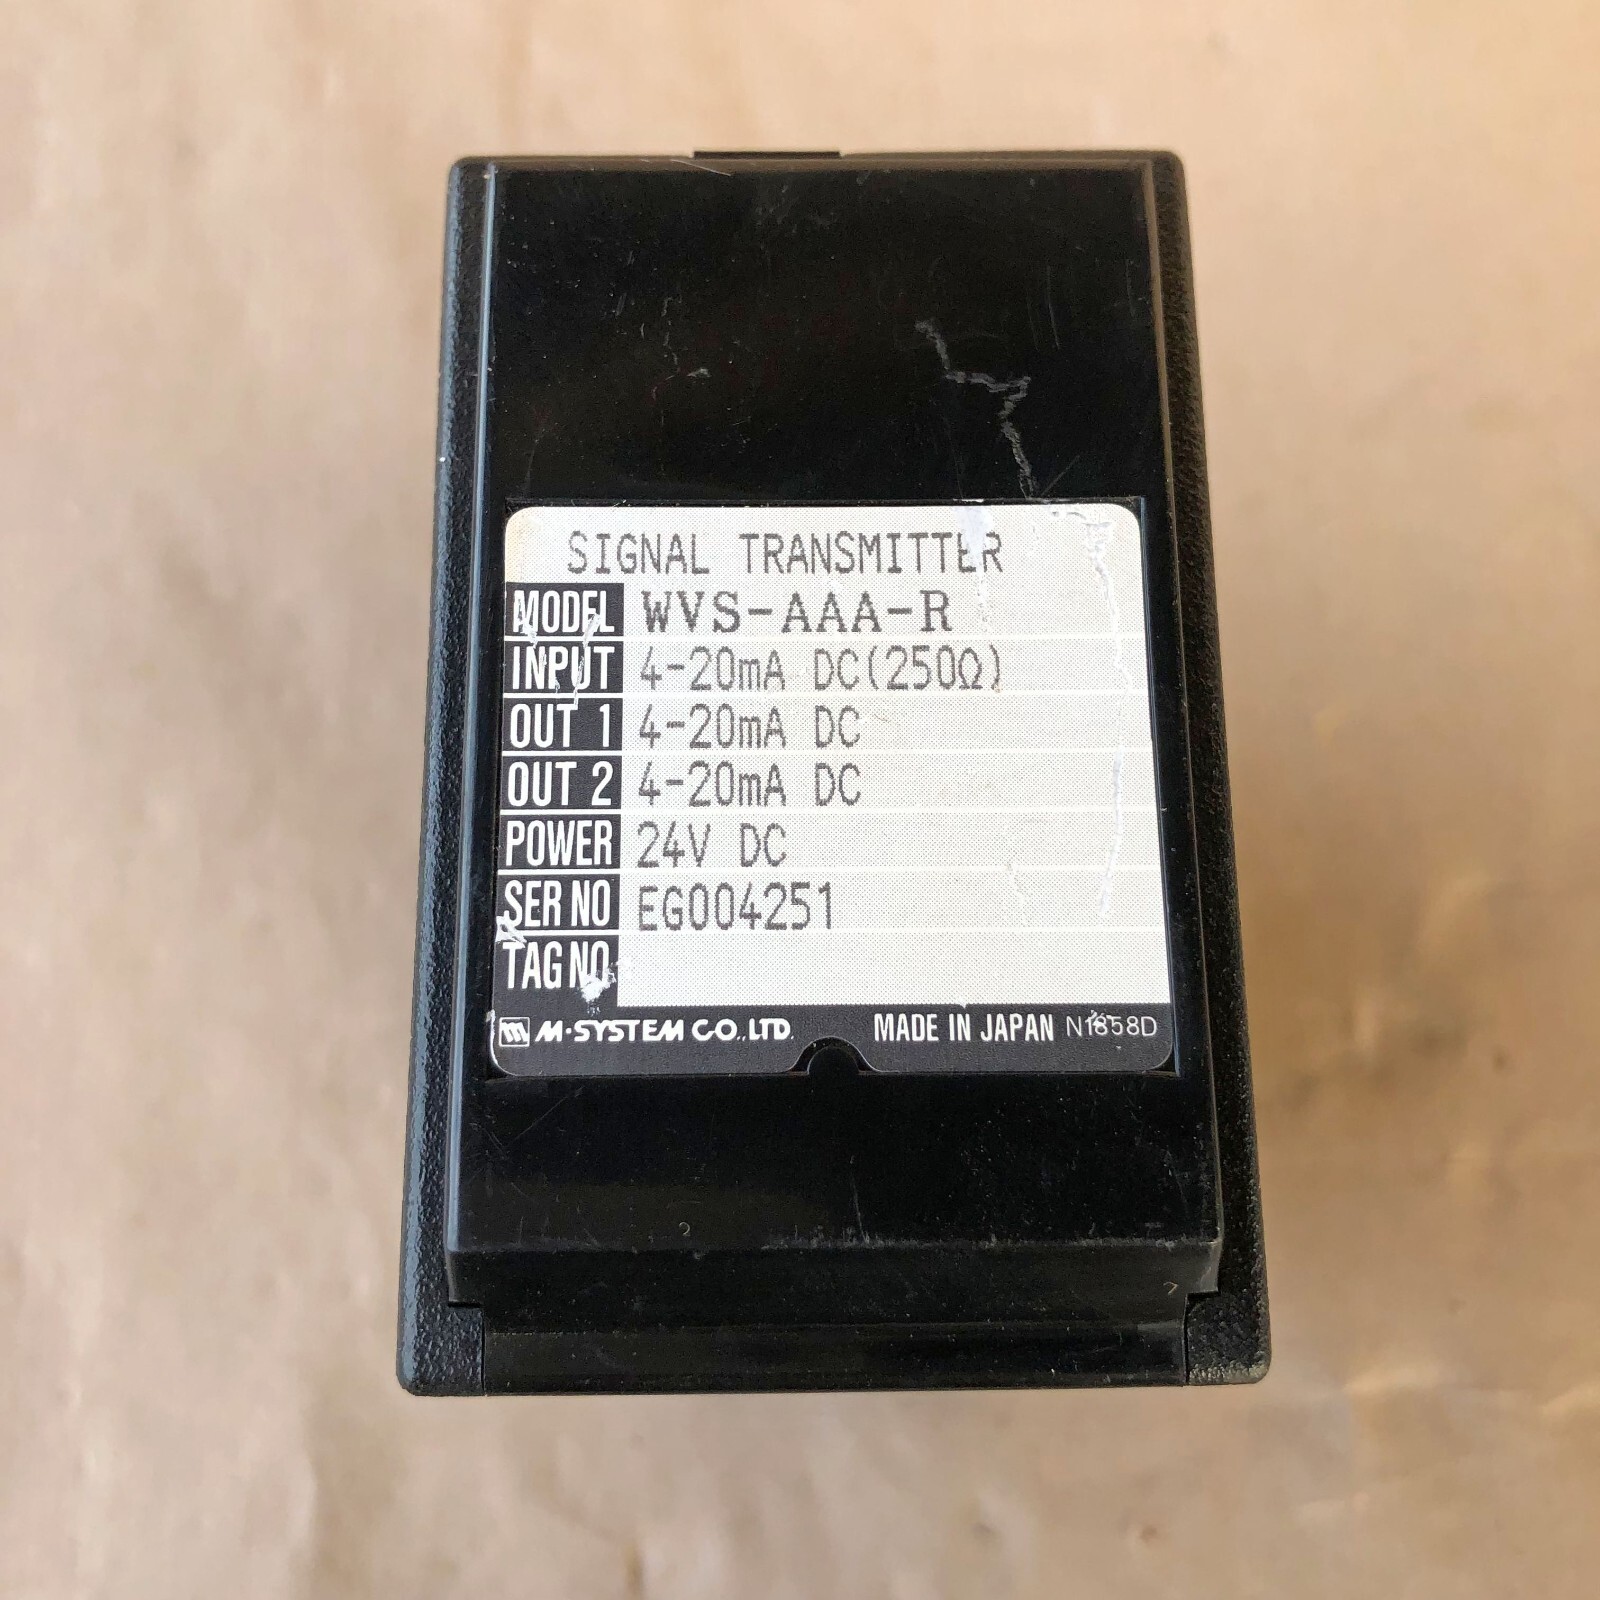 SIGNAL TRANSMITTER
MODEL WVS-AAA-R
INPUT 4-20mA DC(250Ω)
OUT 1 4-20mA DC
OUT 2 4-20mA DC
POWER 24V DC
SER NO EG004251
TAG NO
M-SYSTEM CO.,LTD. MADE IN JAPAN N1858D